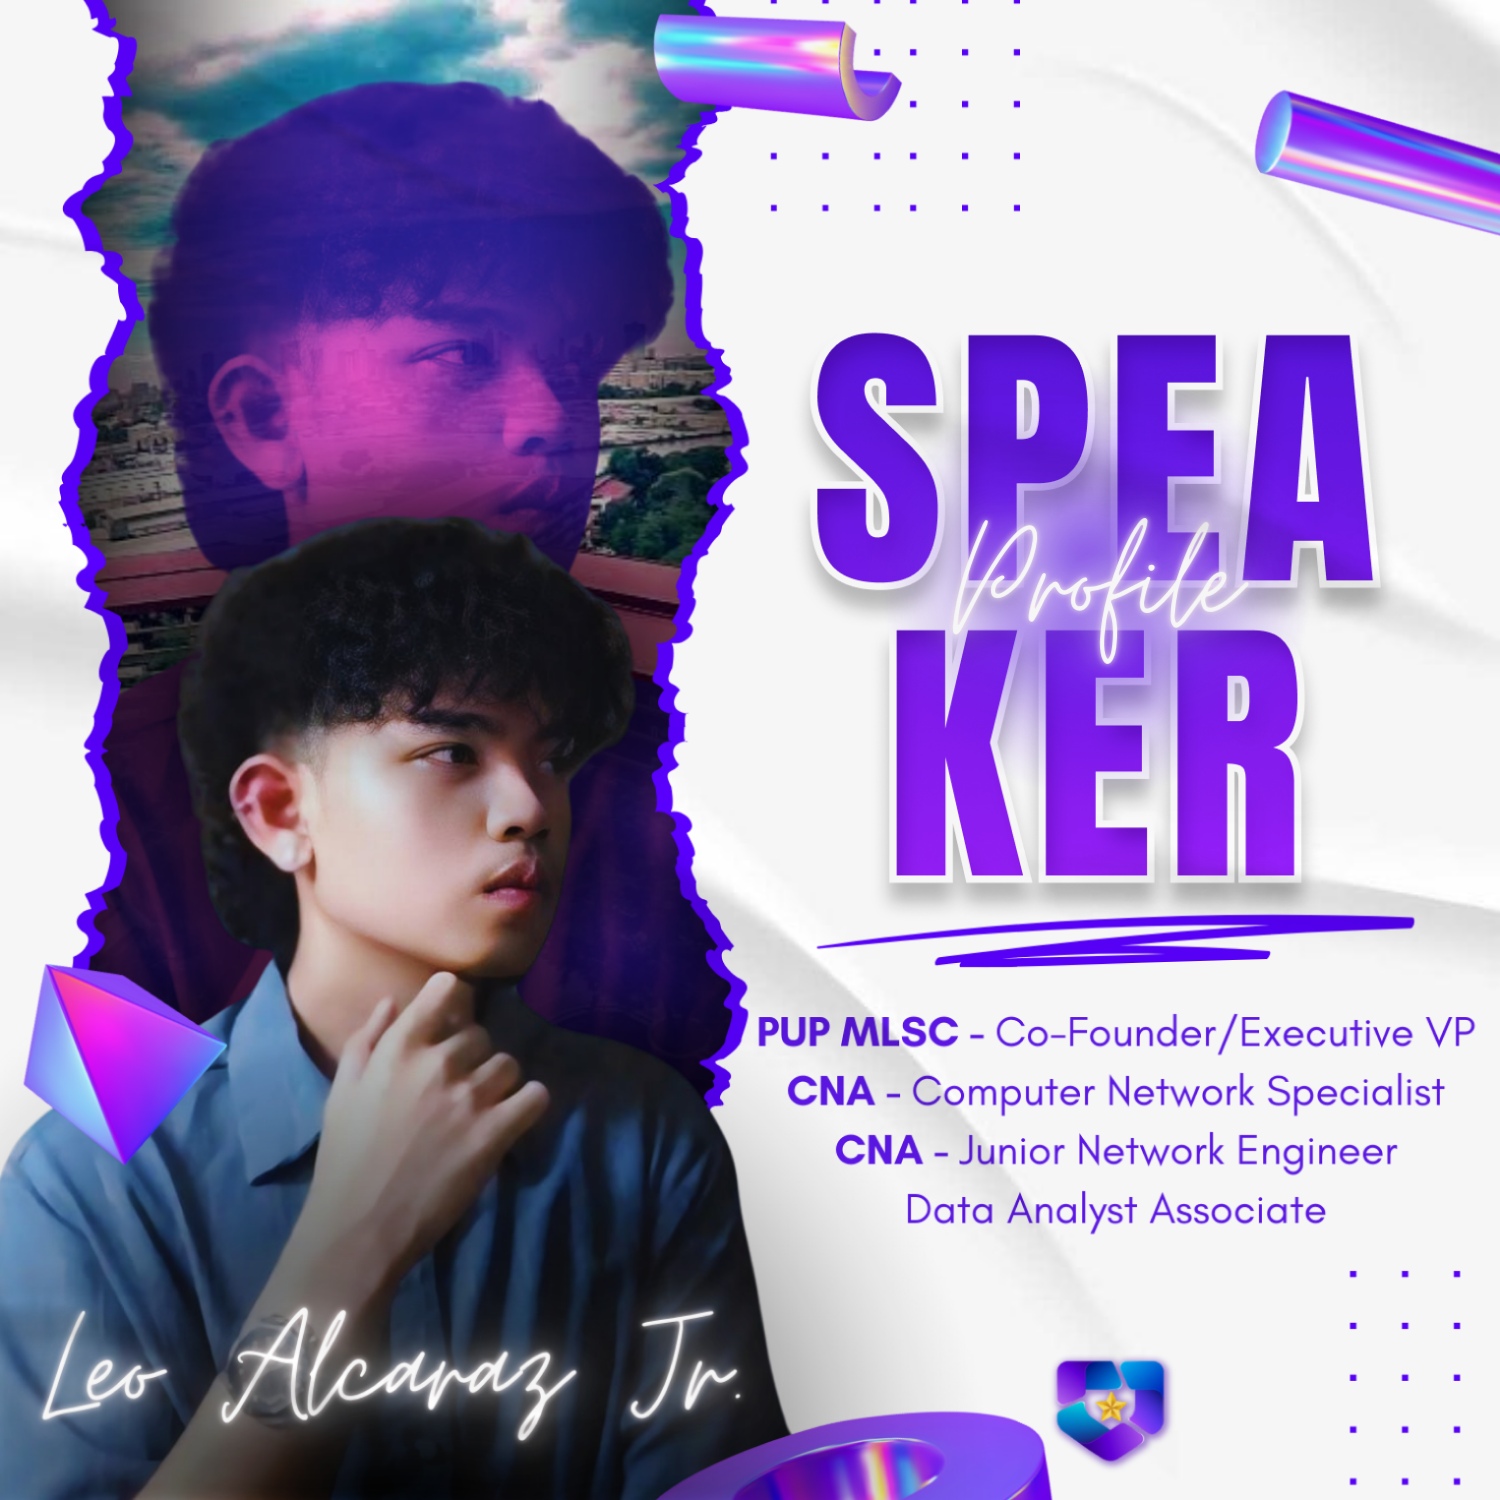 SPEA
Profile
KER
PUP MLSC - Co-Founder/Executive VP
CNA - Computer Network Specialist
CNA - Junior Network Engineer
Data Analyst Associate
Leo Alcaraz Jr.